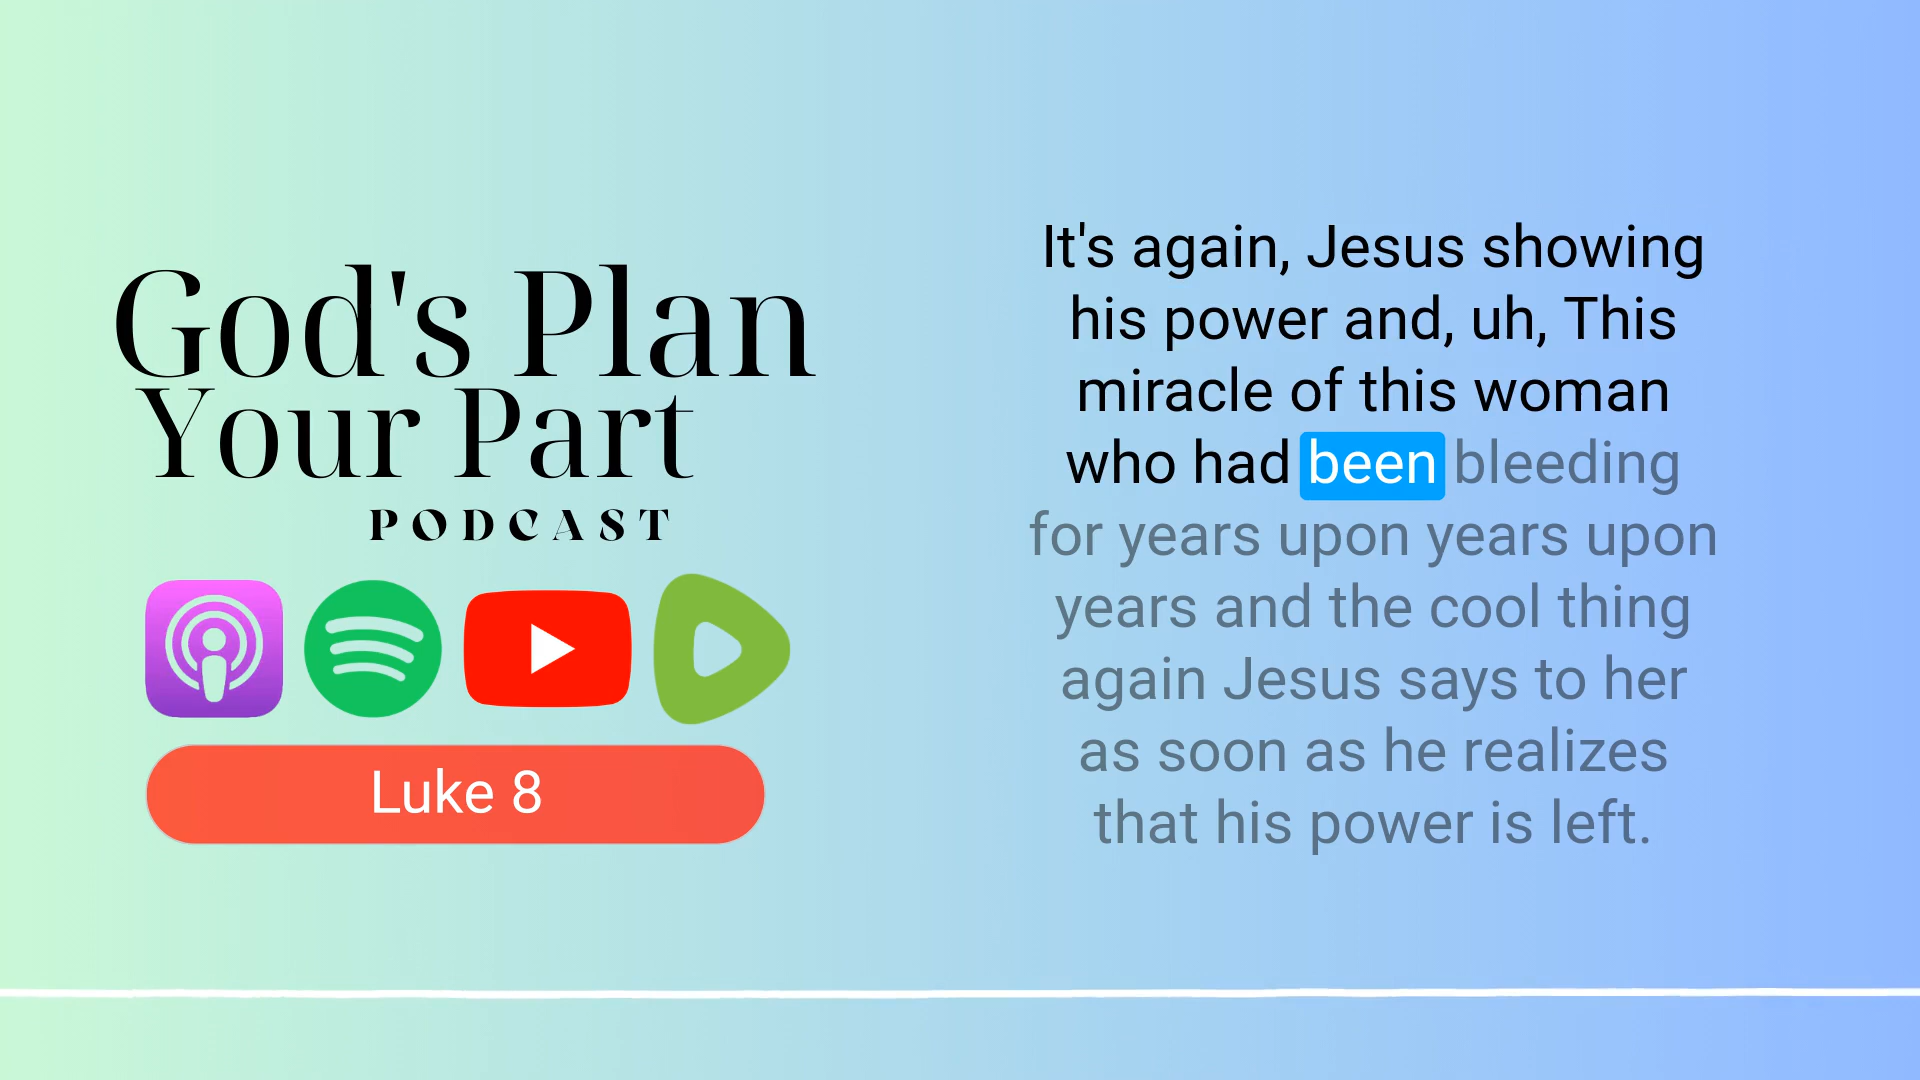 God's Plan
Your Part
PODCAST
Luke 8
It's again, Jesus showing
his power and, uh, This
miracle of this woman
who had been bleeding
for years upon years upon
years and the cool thing
again Jesus says to her
as soon as he realizes
that his power is left.